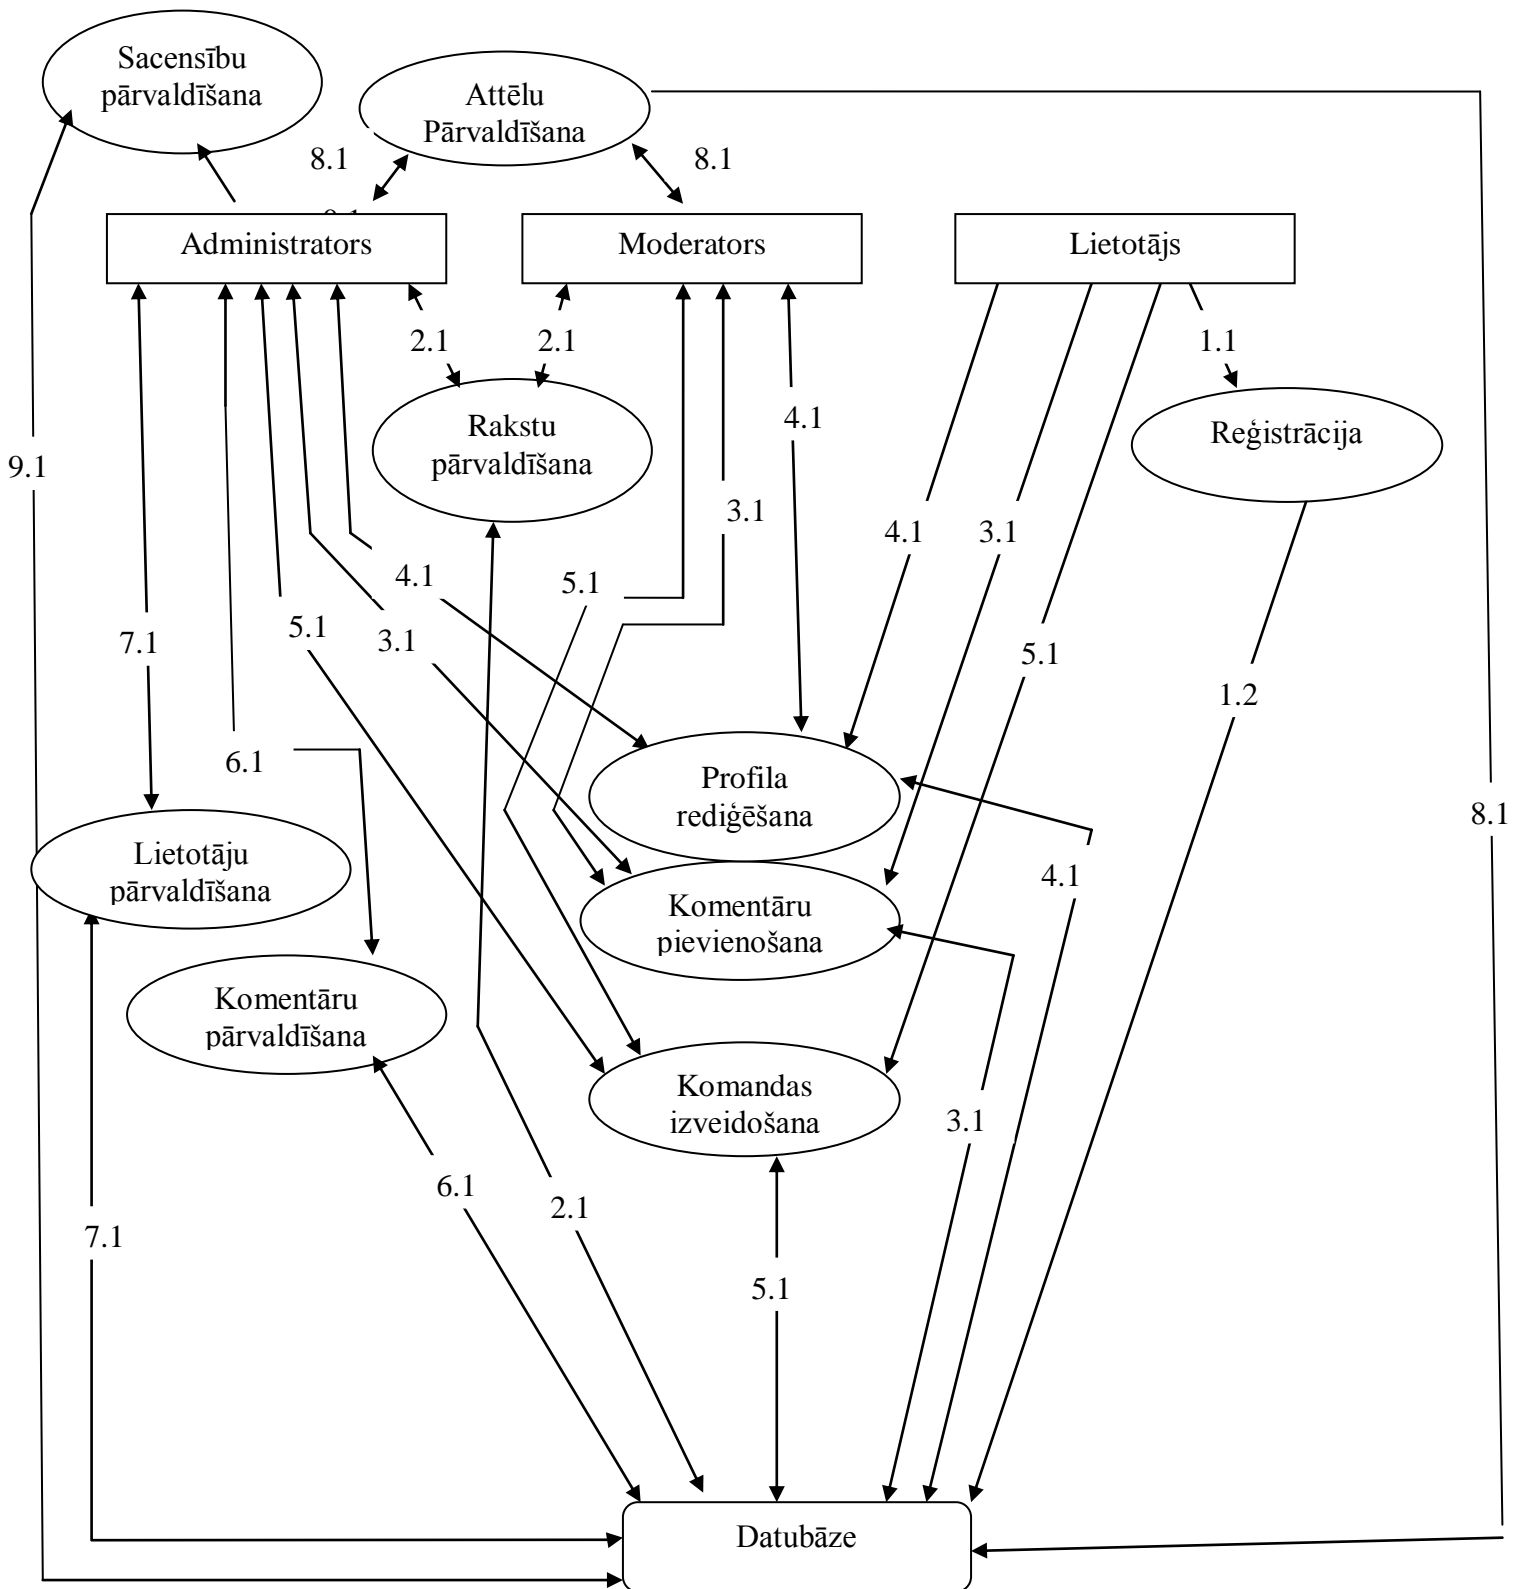 Sacensību
pārvaldīšana
Attēlu
Pārvaldīšana
8.1
8.1
Administrators
Moderators
Lietotājs
2.1
2.1
1.1
Rakstu
pārvaldīšana
4.1
Reģistrācija
9.1
3.1
4.1
3.1
4.1
5.1
5.1
3.1
7.1
5.1
1.2
6.1
Profila
rediģēšana
8.1
Lietotāju
pārvaldīšana
4.1
Komentāru
pievienošana
Komentāru
pārvaldīšana
Komandas
izveidošana
3.1
6.1
2.1
7.1
5.1
Datubāze